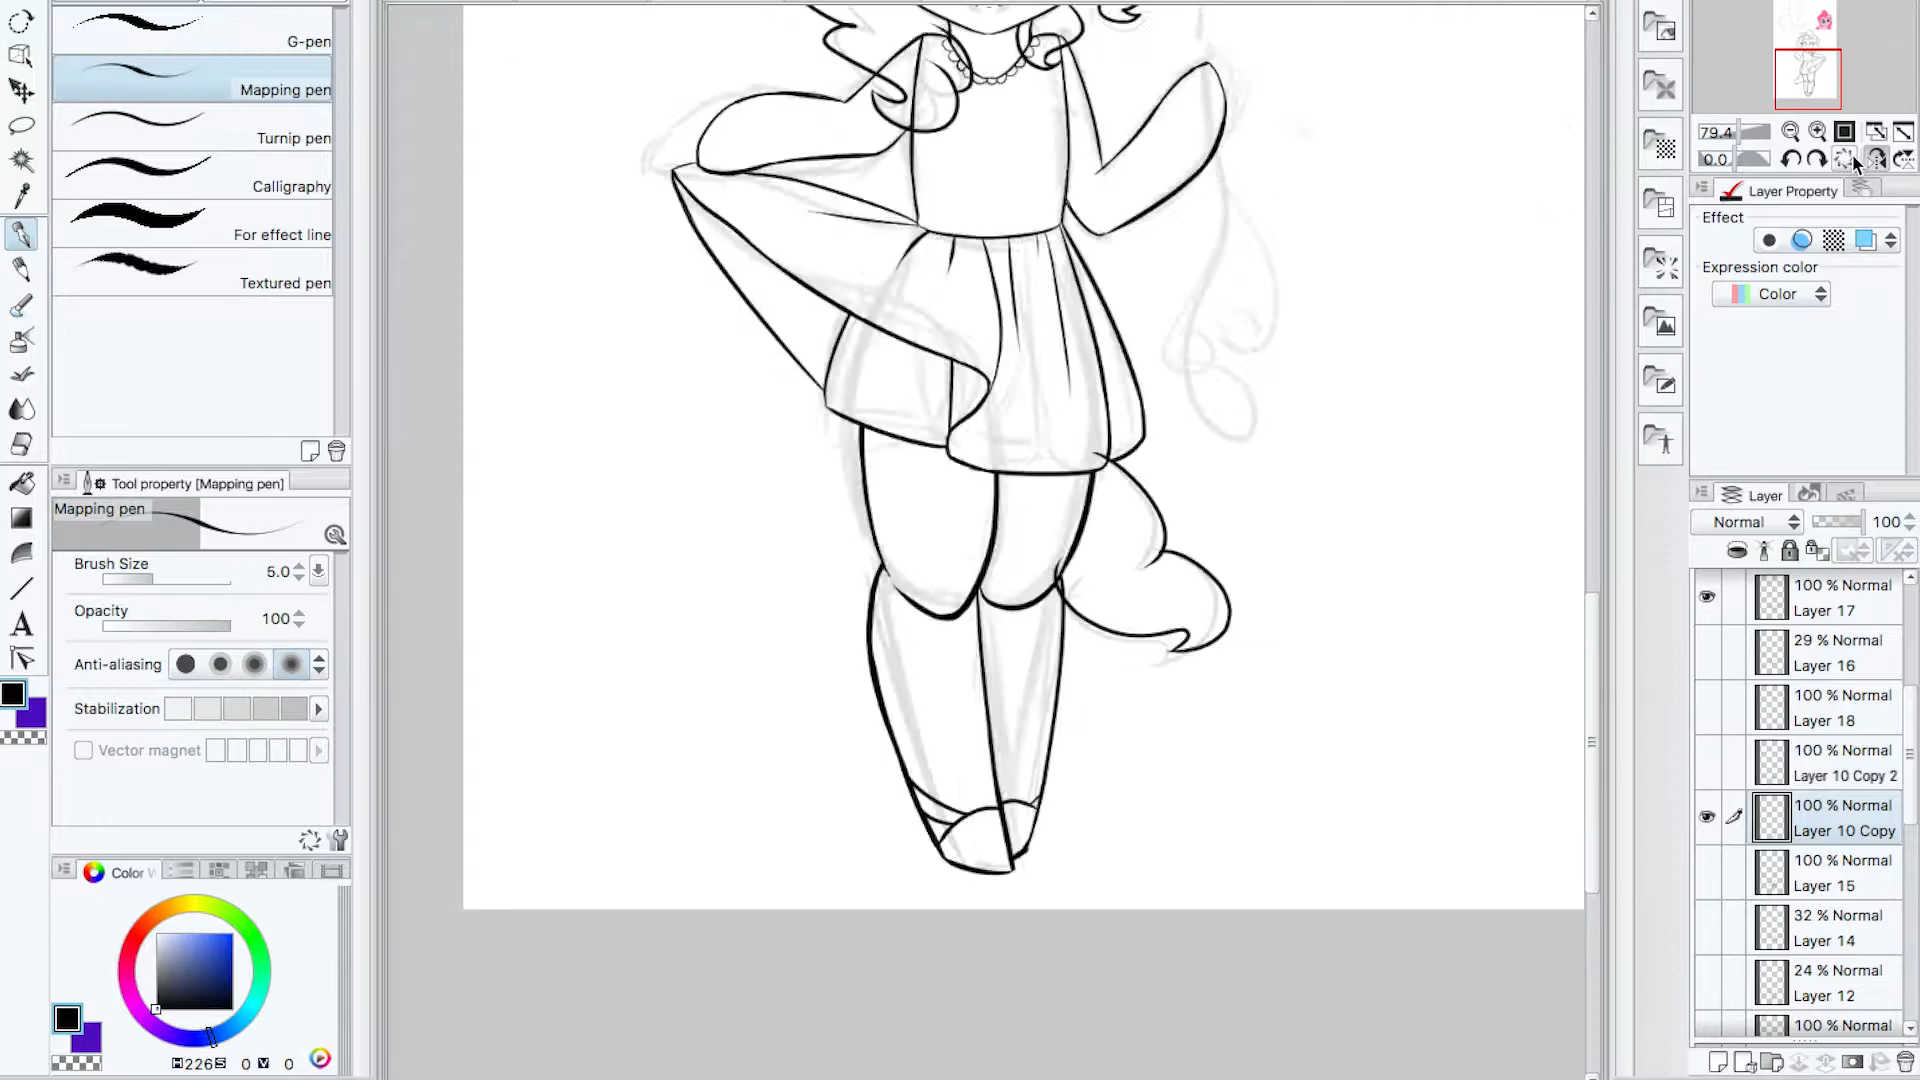 G-pen
Mapping pen
Turnip pen
Calligraphy
For effect line
Textured pen
Tool property [Mapping pen]
Mapping pen
Brush Size
5.0
Opacity
100
Anti-aliasing
Stabilization
Vector magnet
Color
H 226 S 0 V 0
79.4
0.0
Layer Property
Effect
Expression color
Color
Layer
Normal
100
100 % Normal
Layer 17
29 % Normal
Layer 16
100 % Normal
Layer 18
100 % Normal
Layer 10 Copy 2
100 % Normal
Layer 10 Copy
100 % Normal
Layer 15
32 % Normal
Layer 14
24 % Normal
Layer 12
100 % Normal